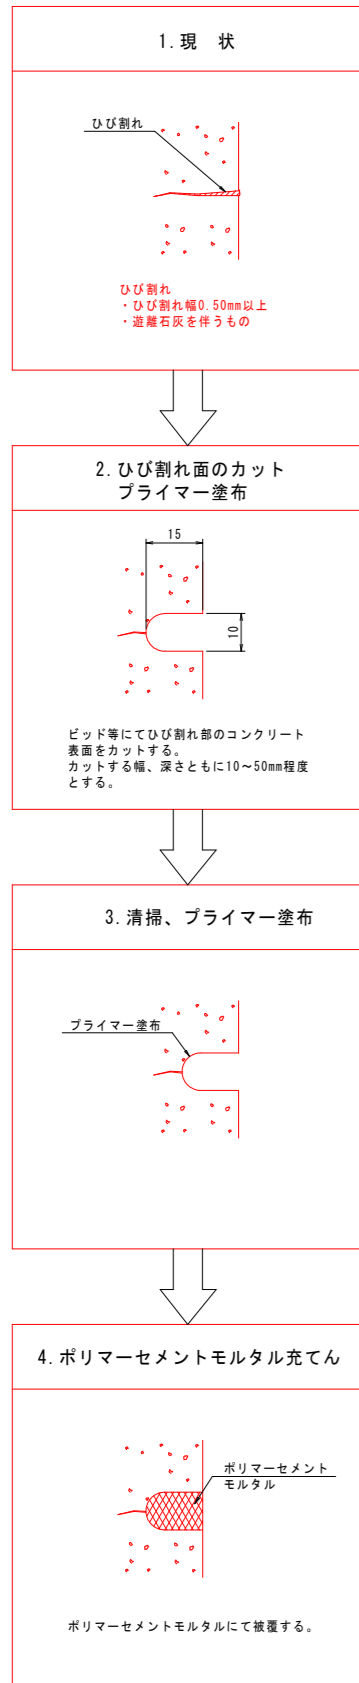 1.現　状
ひび割れ
ひび割れ
・ひび割れ幅0.50mm以上
・遊離石灰を伴うもの
2.ひび割れ面のカット
プライマー塗布
15
10
ビッド等にてひび割れ部のコンクリート
表面をカットする。
カットする幅、深さともに10～50mm程度
とする。
3.清掃、プライマー塗布
プライマー塗布
4.ポリマーセメントモルタル充てん
ポリマーセメント
モルタル
ポリマーセメントモルタルにて被覆する。